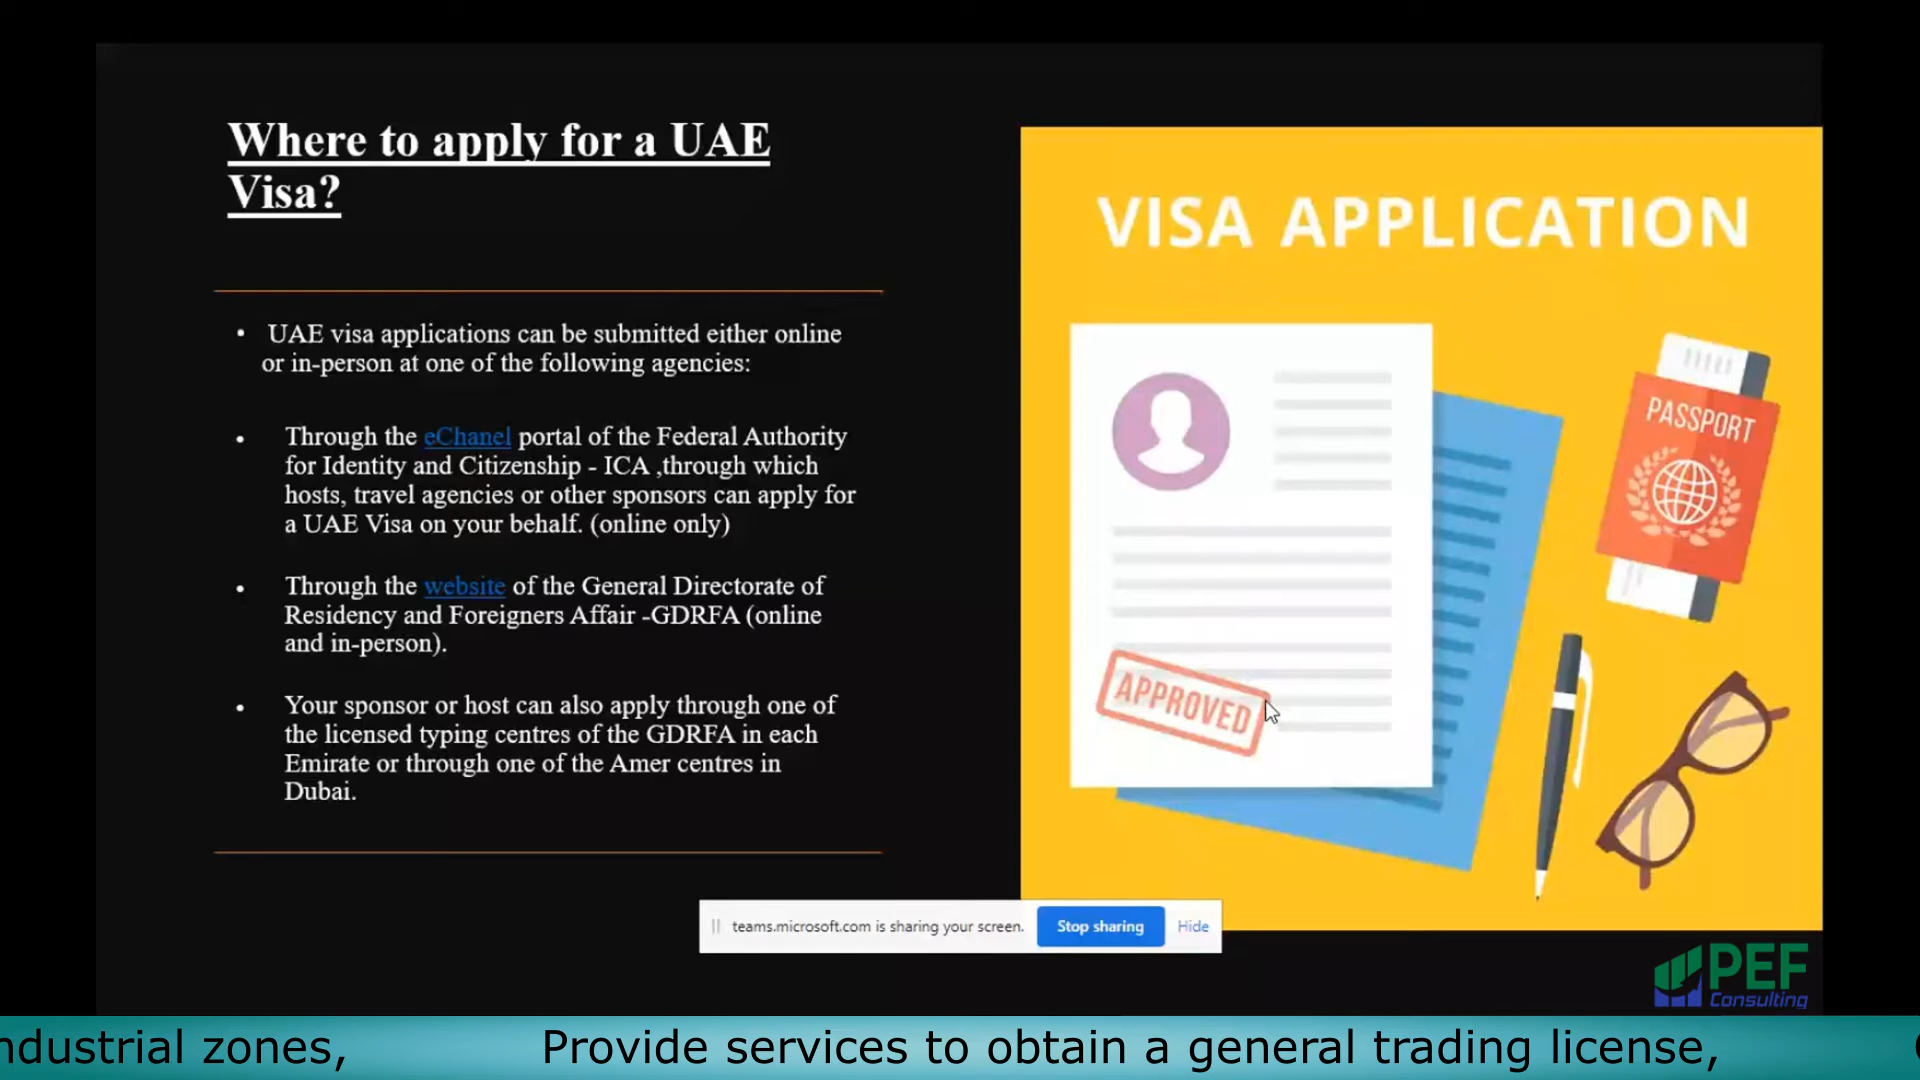 Where to apply for a UAE
Visa?
• UAE visa applications can be submitted either online
or in-person at one of the following agencies:
• Through the eChanel portal of the Federal Authority
for Identity and Citizenship - ICA ,through which
hosts, travel agencies or other sponsors can apply for
a UAE Visa on your behalf. (online only)
• Through the website of the General Directorate of
Residency and Foreigners Affair -GDRFA (online
and in-person).
• Your sponsor or host can also apply through one of
the licensed typing centres of the GDRFA in each
Emirate or through one of the Amer centres in
Dubai.
VISA APPLICATION
PASSPORT
APPROVED
teams.microsoft.com is sharing your screen. Stop sharing Hide
PEF
Consulting
ndustrial zones, Provide services to obtain a general trading license,